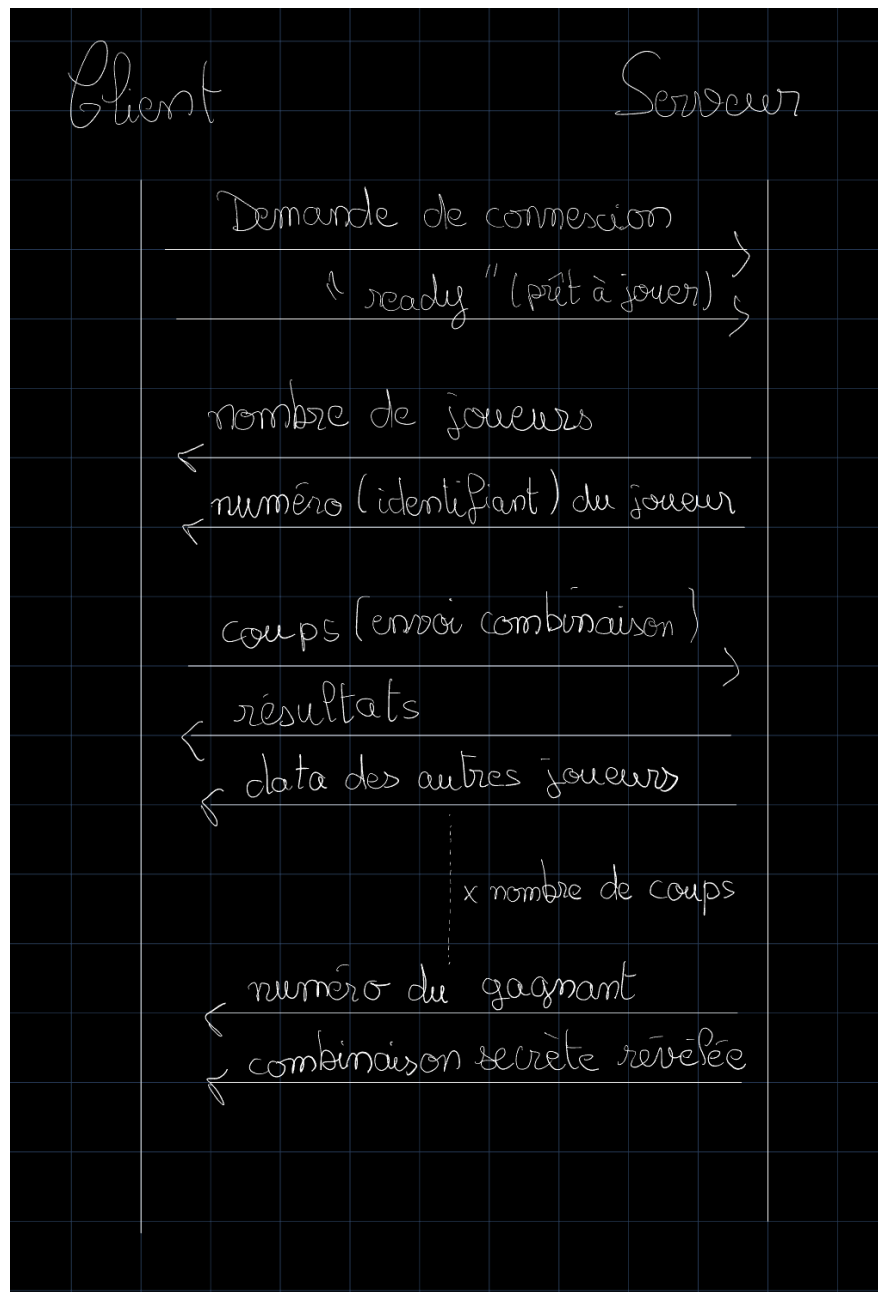 Client
Serveur
Demande de connexion
"ready" (prêt à jouer)
nombre de joueurs
numéro (identifiant) du joueur
coups (envoi combinaison)
résultats
data des autres joueurs
x nombre de coups
numéro du gagnant
combinaison secrète révélée